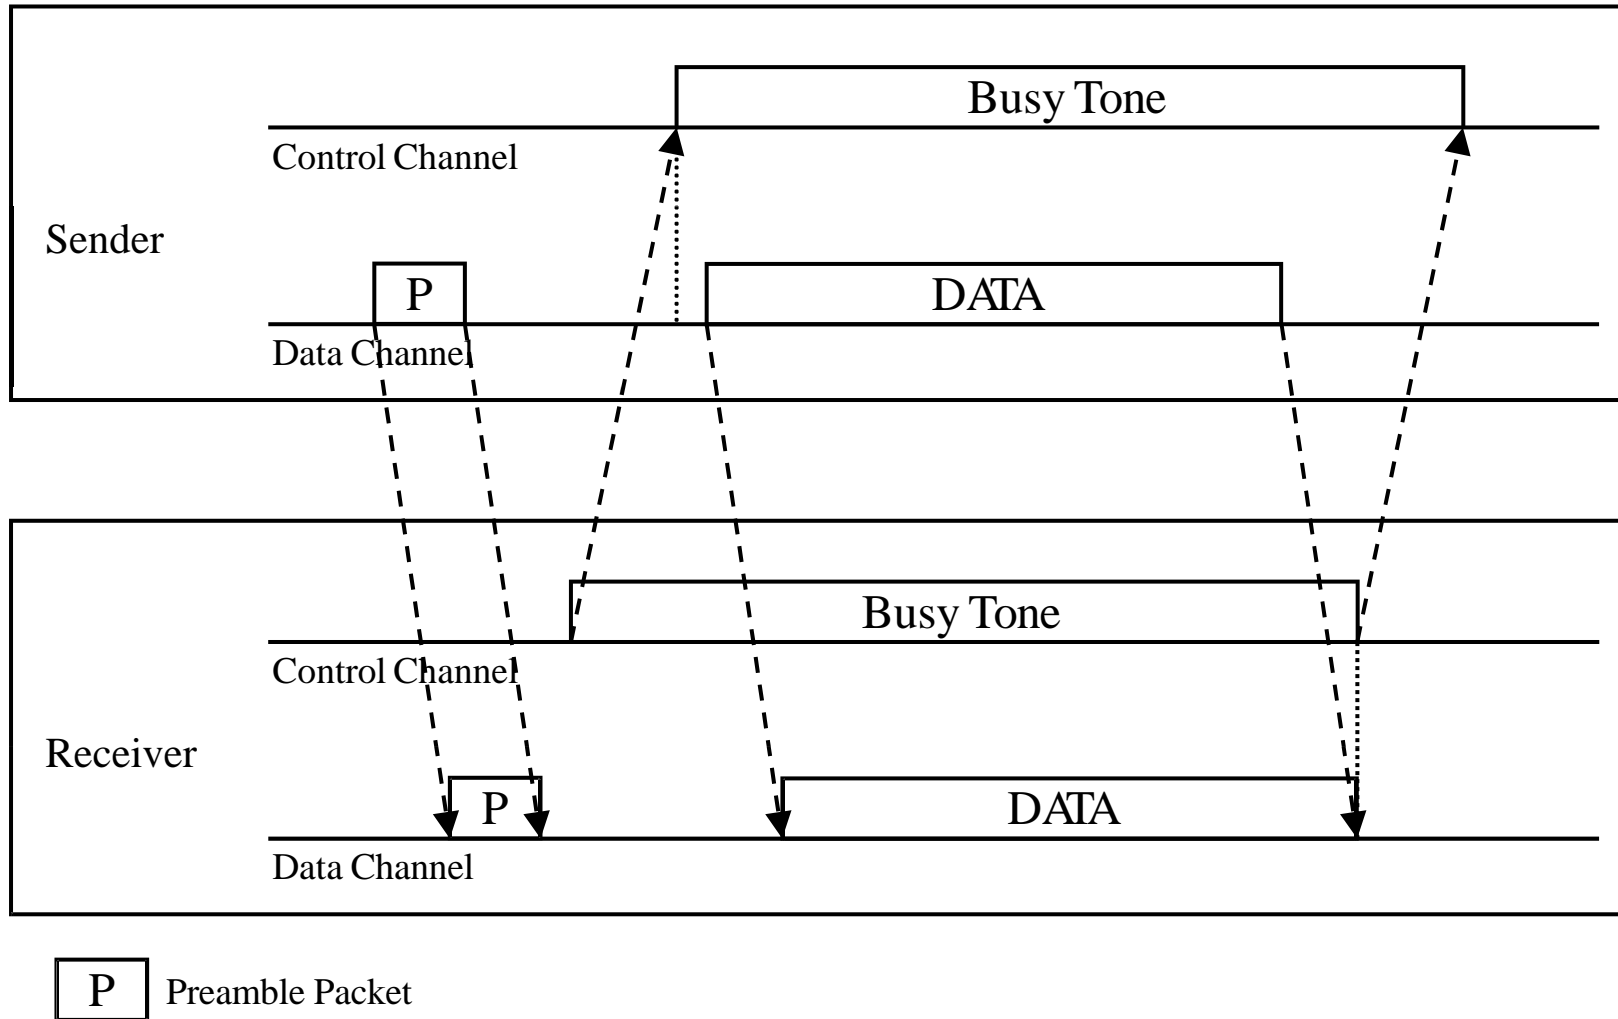 Busy Tone
Control Channel
Sender
P
DATA
Data Channel
Busy Tone
Control Channel
Receiver
P
DATA
Data Channel
P Preamble Packet